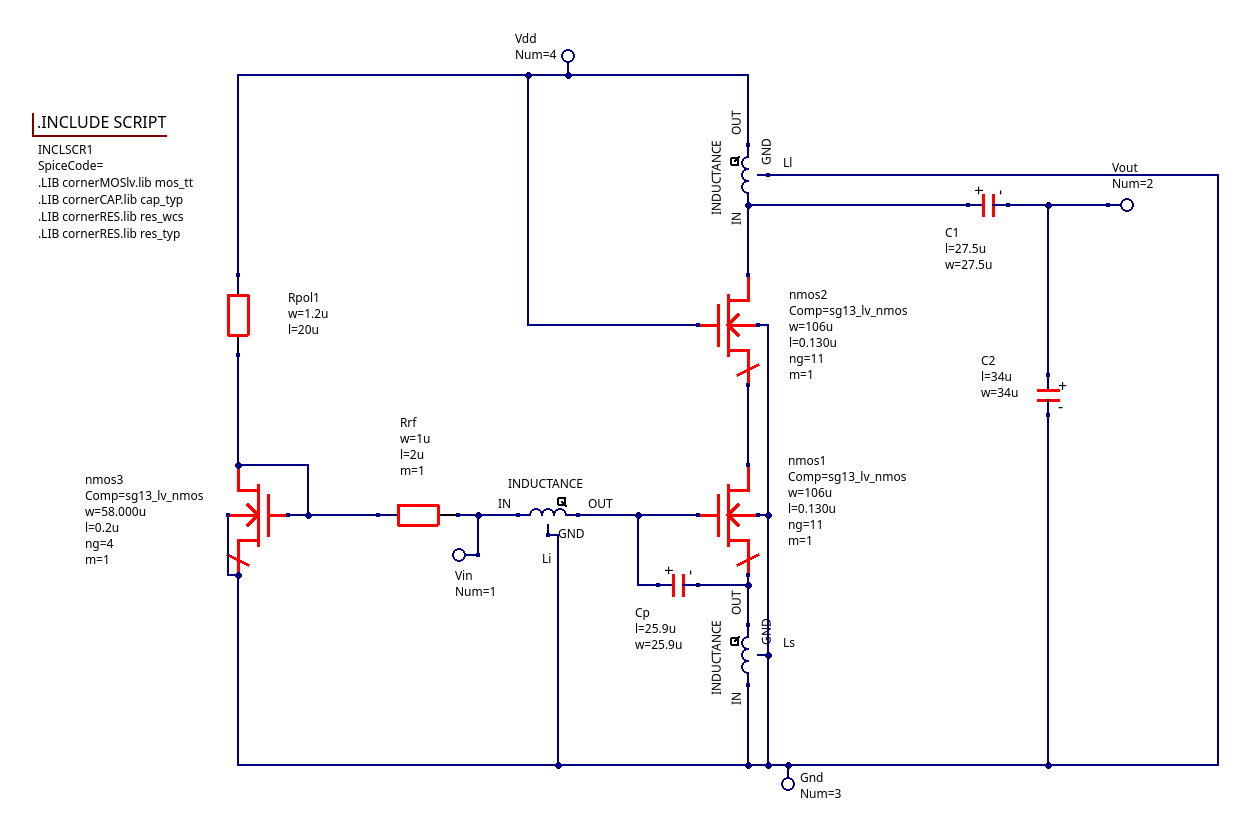 Vdd
Num=4
.INCLUDE SCRIPT
INCLSCR1
SpiceCode=
.LIB cornerMOSlv.lib mos_tt
.LIB cornerCAP.lib cap_typ
.LIB cornerRES.lib res_wcs
.LIB cornerRES.lib res_typ
OUT
GND
INDUCTANCE
Ll
IN
Vout
Num=2
+ -
C1
l=27.5u
w=27.5u
Rpol1
w=1.2u
l=20u
nmos2
Comp=sg13_lv_nmos
w=106u
l=0.130u
ng=11
m=1
C2
l=34u
w=34u
+
-
Rrf
w=1u
l=2u
m=1
nmos3
Comp=sg13_lv_nmos
w=58.000u
l=0.2u
ng=4
m=1
INDUCTANCE
IN
OUT
GND
Li
Vin
Num=1
nmos1
Comp=sg13_lv_nmos
w=106u
l=0.130u
ng=11
m=1
+ -
Cp
l=25.9u
w=25.9u
OUT
GND
INDUCTANCE
Ls
IN
Gnd
Num=3